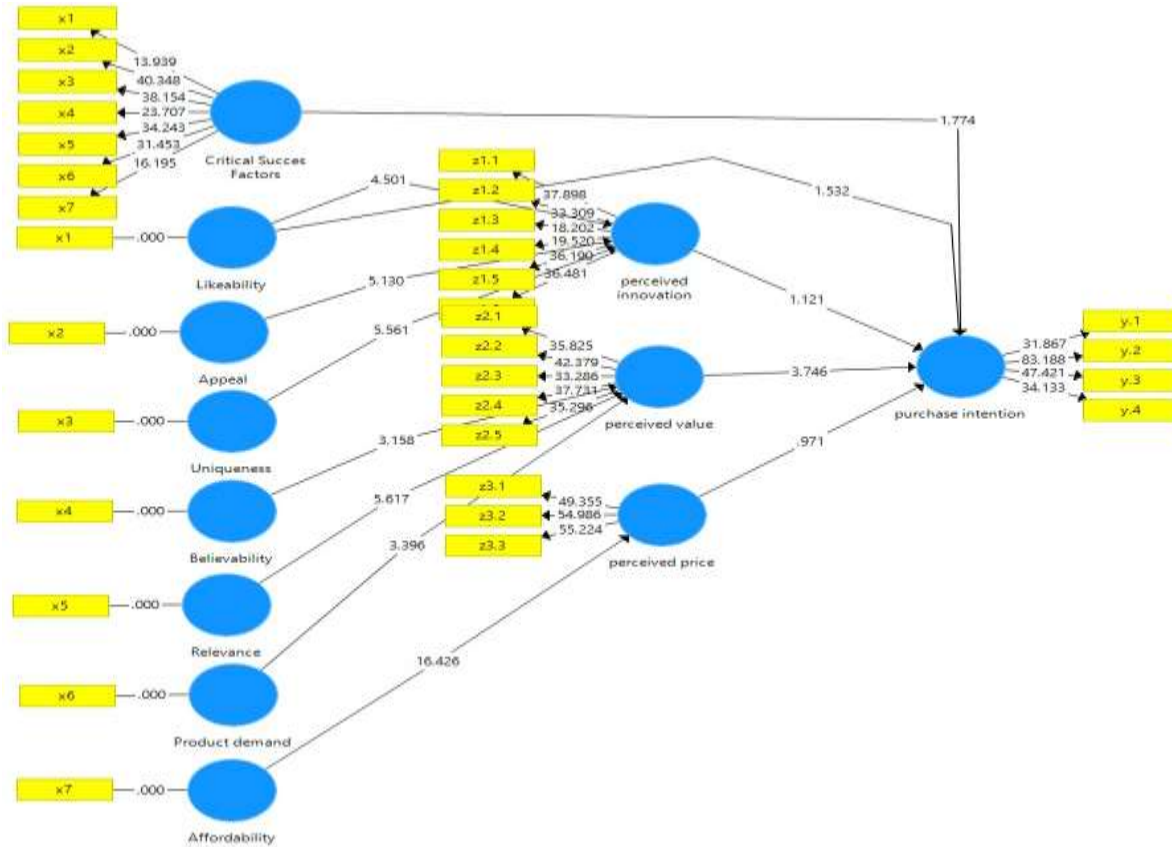 x1
x2
x3
x4
x5
x6
x7
13.939
40.348
38.154
23.707
34.243
31.453
16.195
Critical Succes
Factors
1.774
x1
.000
Likeability
4.501
1.532
x2
.000
Appeal
5.130
x3
.000
Uniqueness
5.561
x4
.000
Believability
3.158
x5
.000
Relevance
5.617
x6
.000
Product demand
3.396
x7
.000
Affordability
16.426
z1.1
z1.2
z1.3
z1.4
z1.5
37.898
33.309
18.202
19.520
36.190
36.481
perceived
innovation
1.121
z2.1
z2.2
z2.3
z2.4
z2.5
35.825
42.379
33.286
37.731
35.296
perceived value
3.746
z3.1
z3.2
z3.3
49.355
54.986
55.224
perceived price
.971
purchase intention
31.867
83.188
47.421
34.133
y.1
y.2
y.3
y.4